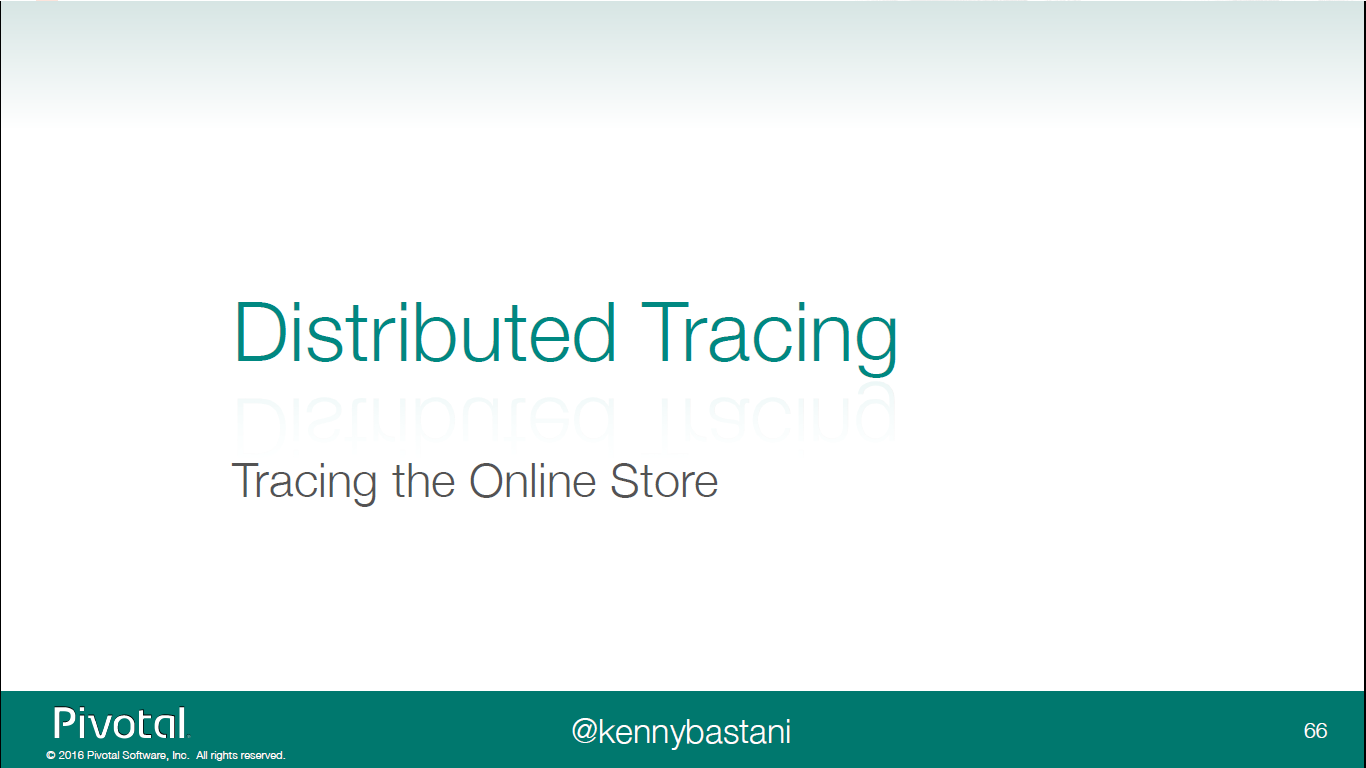 Distributed Tracing
Tracing the Online Store
Pivotal
© 2016 Pivotal Software, Inc. All rights reserved.
@kennybastani
66